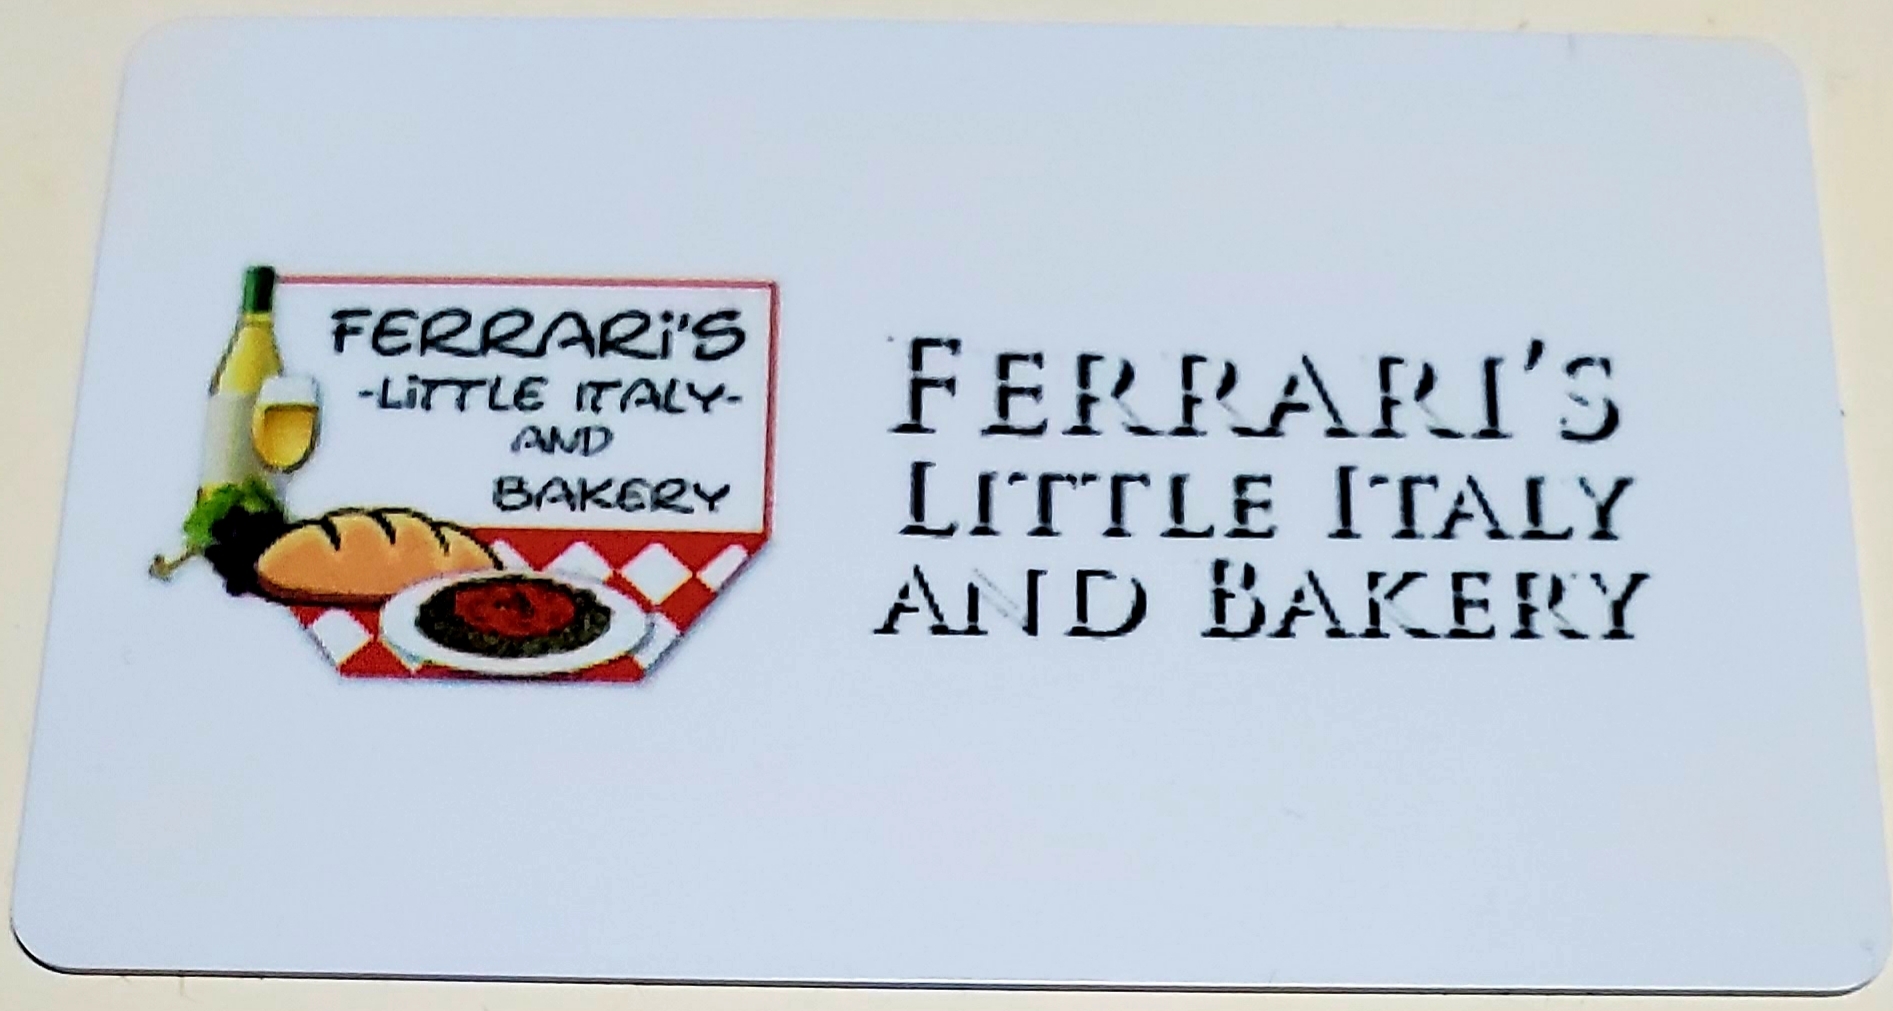 FERRARi'S
-LiTTLE ITALY-
AND
BAKERY
FERRARI'S
LITTLE ITALY
AND BAKERY